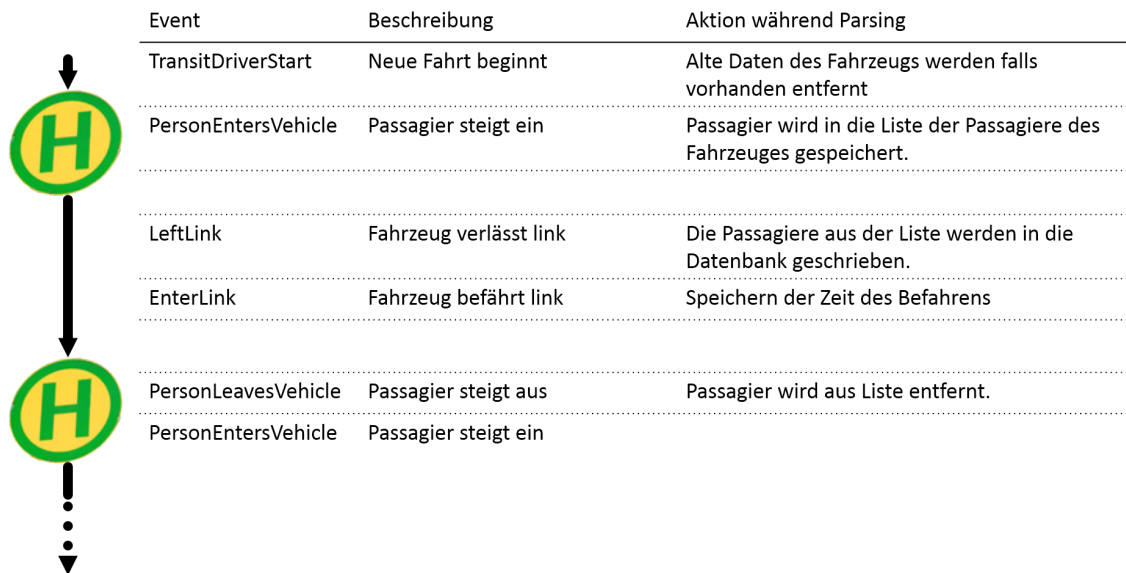 Event Beschreibung Aktion während Parsing
TransitDriverStart Neue Fahrt beginnt Alte Daten des Fahrzeugs werden falls
vorhanden entfernt
H
PersonEntersVehicle Passagier steigt ein Passagier wird in die Liste der Passagiere des
Fahrzeuges gespeichert.
LeftLink Fahrzeug verlässt link Die Passagiere aus der Liste werden in die
Datenbank geschrieben.
EnterLink Fahrzeug befährt link Speichern der Zeit des Befahrens
PersonLeavesVehicle Passagier steigt aus Passagier wird aus Liste entfernt.
H
PersonEntersVehicle Passagier steigt ein